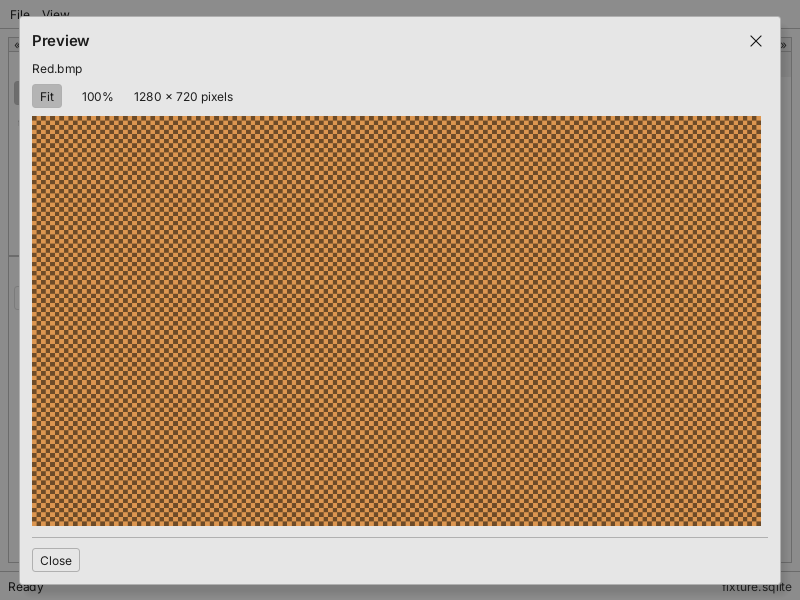 File View
Preview
Red.bmp
Fit 100% 1280 × 720 pixels
Close
Ready fixture.sqlite